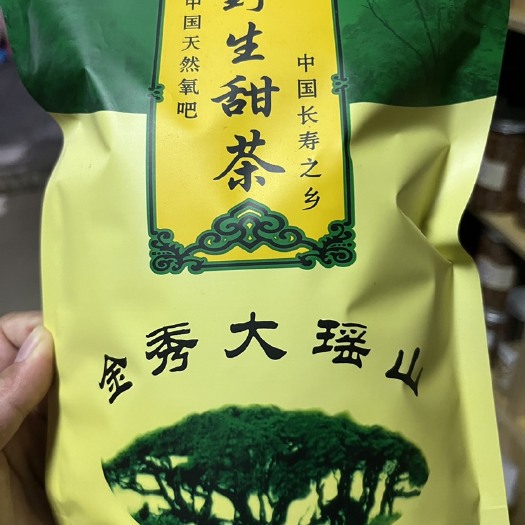 中国天然氧吧
野生甜茶
中国长寿之乡
金秀大瑶山